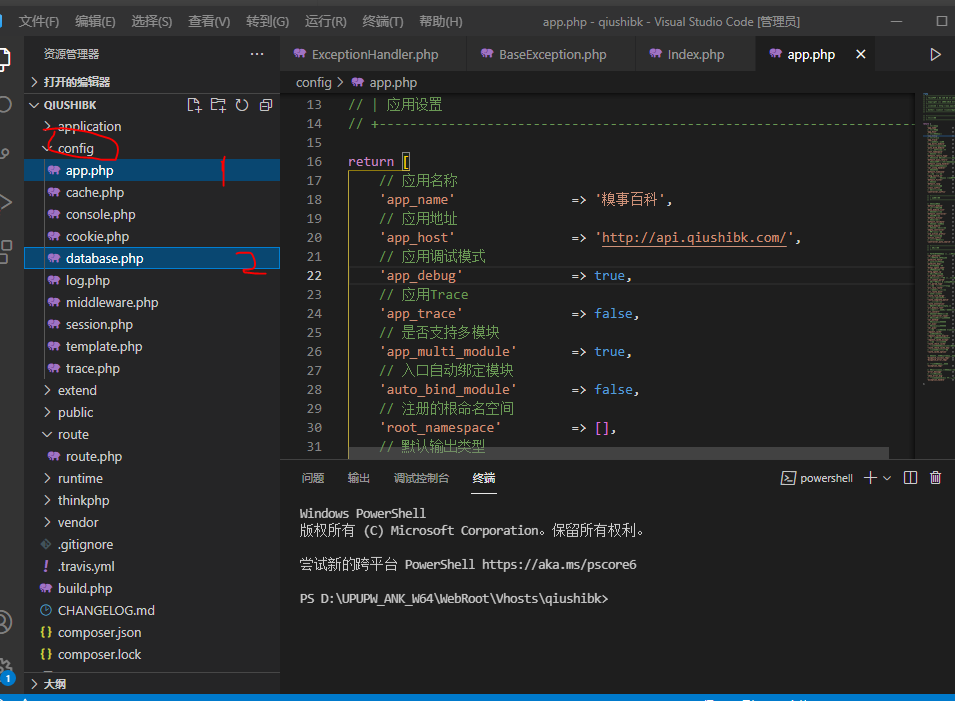 文件(F) 编辑(E) 选择(S) 查看(V) 转到(G) 运行(R) 终端(T) 帮助(H) app.php - qiushibk - Visual Studio Code [管理员]
资源管理器 ···
打开的编辑器
QIUSHIBK
application
config
app.php 1
cache.php
console.php
cookie.php
database.php 2
log.php
middleware.php
session.php
template.php
trace.php
extend
public
route
route.php
runtime
thinkphp
vendor
.gitignore
.travis.yml
build.php
CHANGELOG.md
composer.json
composer.lock
大纲
1
ExceptionHandler.php BaseException.php Index.php app.php
config > app.php
13 // | 应用设置
14 // +----------------------------------------------------------------------
15
16 return [
17 // 应用名称
18 'app_name' => '糗事百科',
19 // 应用地址
20 'app_host' => 'http://api.qiushibk.com/',
21 // 应用调试模式
22 'app_debug' => true,
23 // 应用Trace
24 'app_trace' => false,
25 // 是否支持多模块
26 'app_multi_module' => true,
27 // 入口自动绑定模块
28 'auto_bind_module' => false,
29 // 注册的根命名空间
30 'root_namespace' => [],
31 // 默认输出类型
问题 输出 调试控制台 终端 powershell
Windows PowerShell
版权所有 (C) Microsoft Corporation。保留所有权利。
尝试新的跨平台 PowerShell https://aka.ms/pscore6
PS D:\UPUPW_ANK_W64\WebRoot\Vhosts\qiushibk>